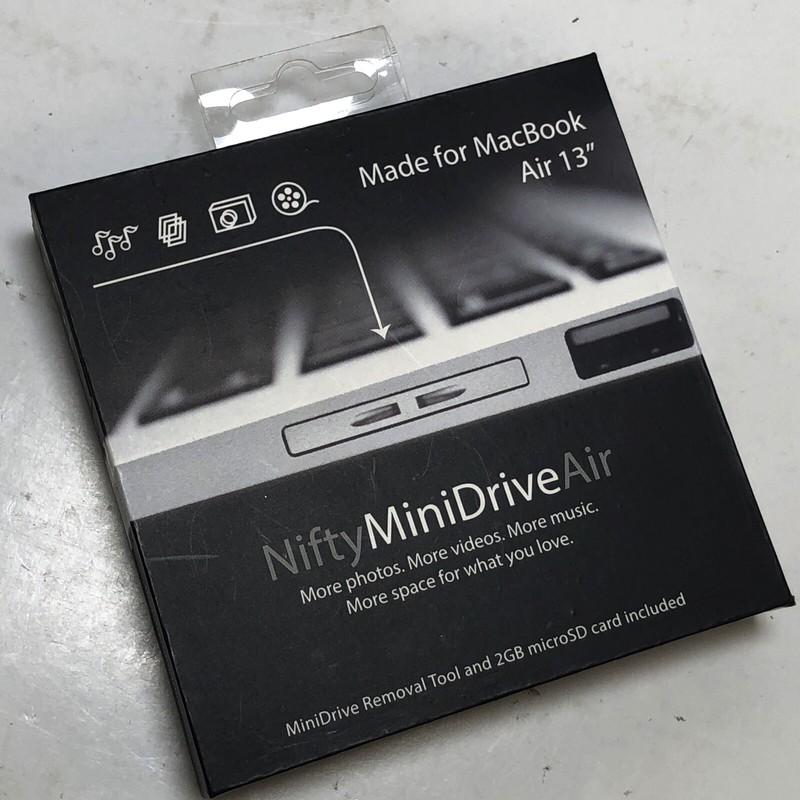 Made for MacBook
Air 13”
NiftyMiniDriveAir
More photos. More videos. More music.
More space for what you love.
MiniDrive Removal Tool and 2GB microSD card included